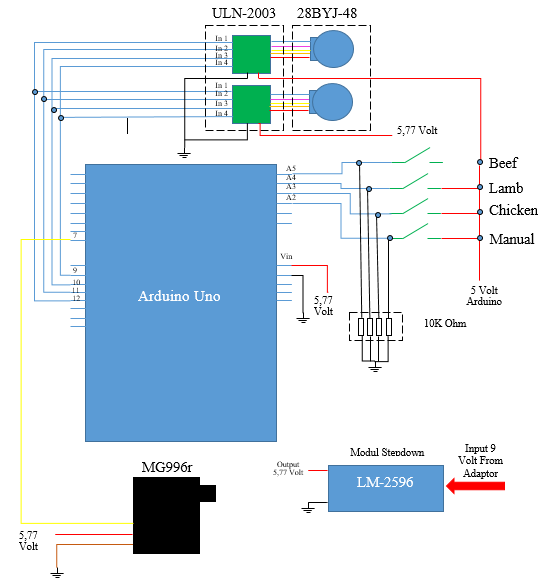 ULN-2003 28BYJ-48
In 1
In 2
In 3
In 4
In 1
In 2
In 3
In 4
5,77 Volt
Beef
Lamb
Chicken
Manual
A5
A4
A3
A2
7
Vin
9
10
11
12
Arduino Uno
5,77
Volt
5 Volt
Arduino
10K Ohm
MG996r
Modul Stepdown
Input 9
Volt From
Adaptor
Output
5,77 Volt
LM-2596
5,77
Volt